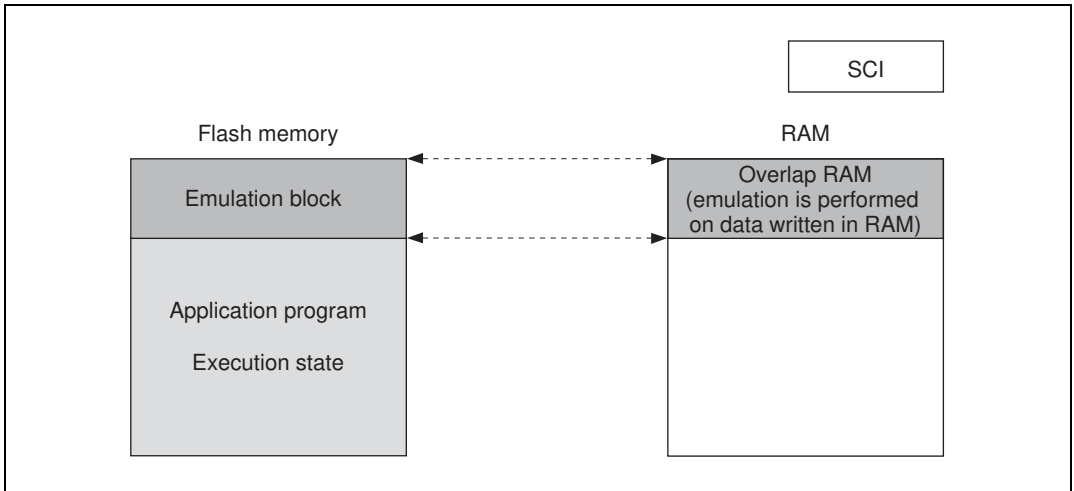 SCI
Flash memory
RAM
Emulation block
Overlap RAM
(emulation is performed
on data written in RAM)
Application program
Execution state